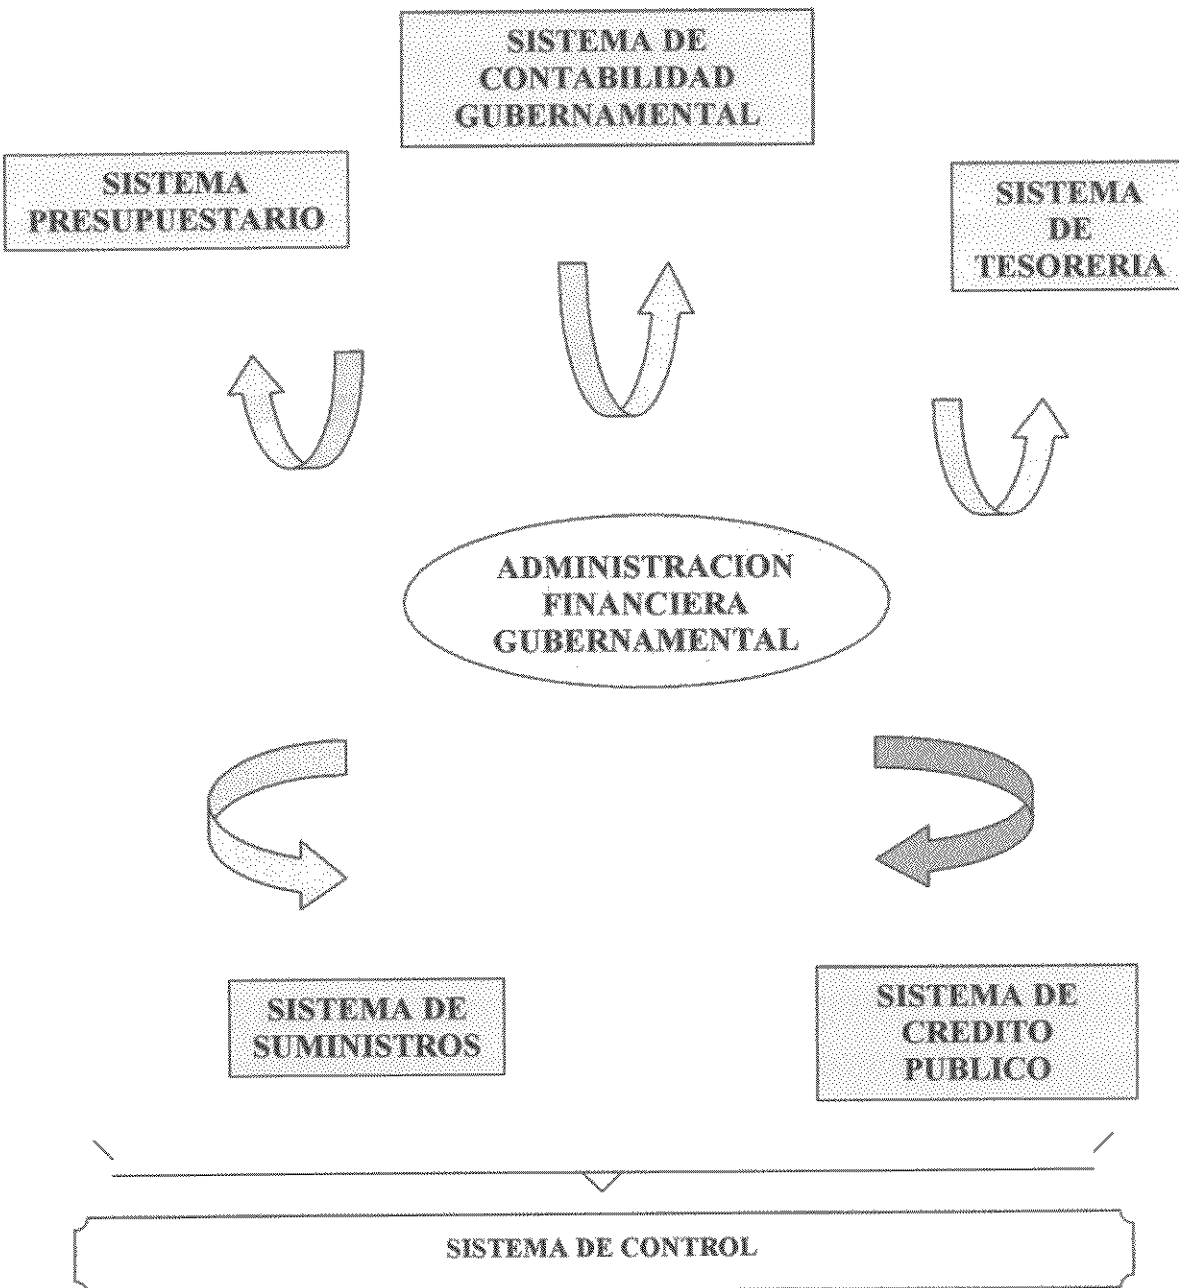 SISTEMA DE
CONTABILIDAD
GUBERNAMENTAL
SISTEMA
PRESUPUESTARIO
SISTEMA
DE
TESORERIA
ADMINISTRACION
FINANCIERA
GUBERNAMENTAL
SISTEMA DE
SUMINISTROS
SISTEMA DE
CREDITO
PUBLICO
SISTEMA DE CONTROL